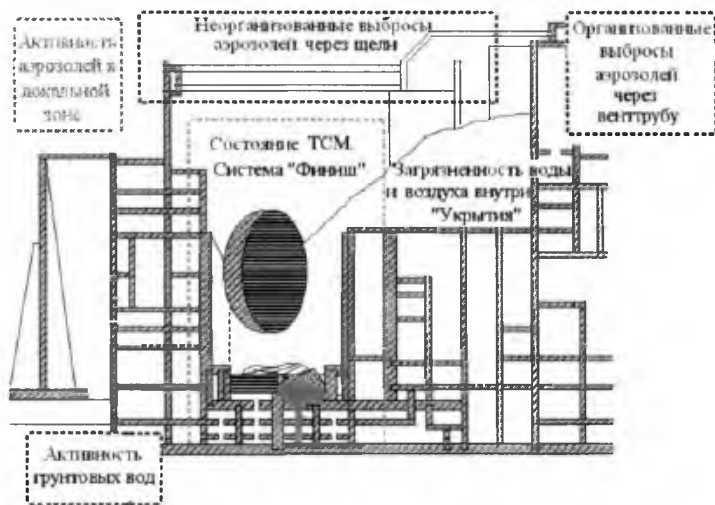 Активность
аэрозолей в
локальной
зоне
Неорганизованные выбросы
аэрозолей через щели
Организованные
выбросы
аэрозолей
через
венттрубу
Состояние ТСМ.
Система "Финиш"
"Загрязненность воды
и воздуха внутри
"Укрытия"
Активность
грунтовых вод